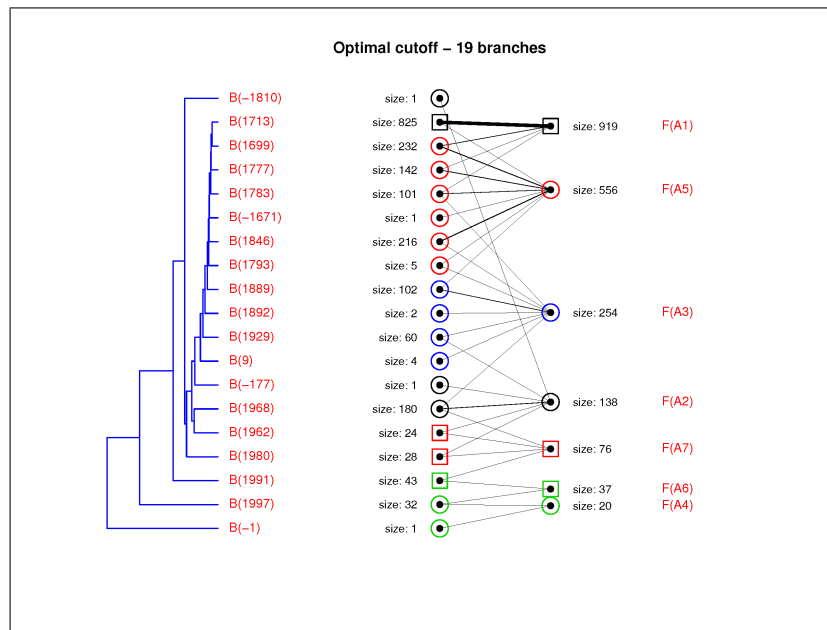 Optimal cutoff – 19 branches
B(−1810) size: 1
B(1713) size: 825 size: 919 F(A1)
B(1699) size: 232
B(1777) size: 142
B(1783) size: 101 size: 556 F(A5)
B(−1671) size: 1
B(1846) size: 216
B(1793) size: 5
B(1889) size: 102
B(1892) size: 2 size: 254 F(A3)
B(1929) size: 60
B(9) size: 4
B(−177) size: 1
B(1968) size: 180 size: 138 F(A2)
B(1962) size: 24
B(1980) size: 28 size: 76 F(A7)
B(1991) size: 43 size: 37 F(A6)
B(1997) size: 32 size: 20 F(A4)
B(−1) size: 1